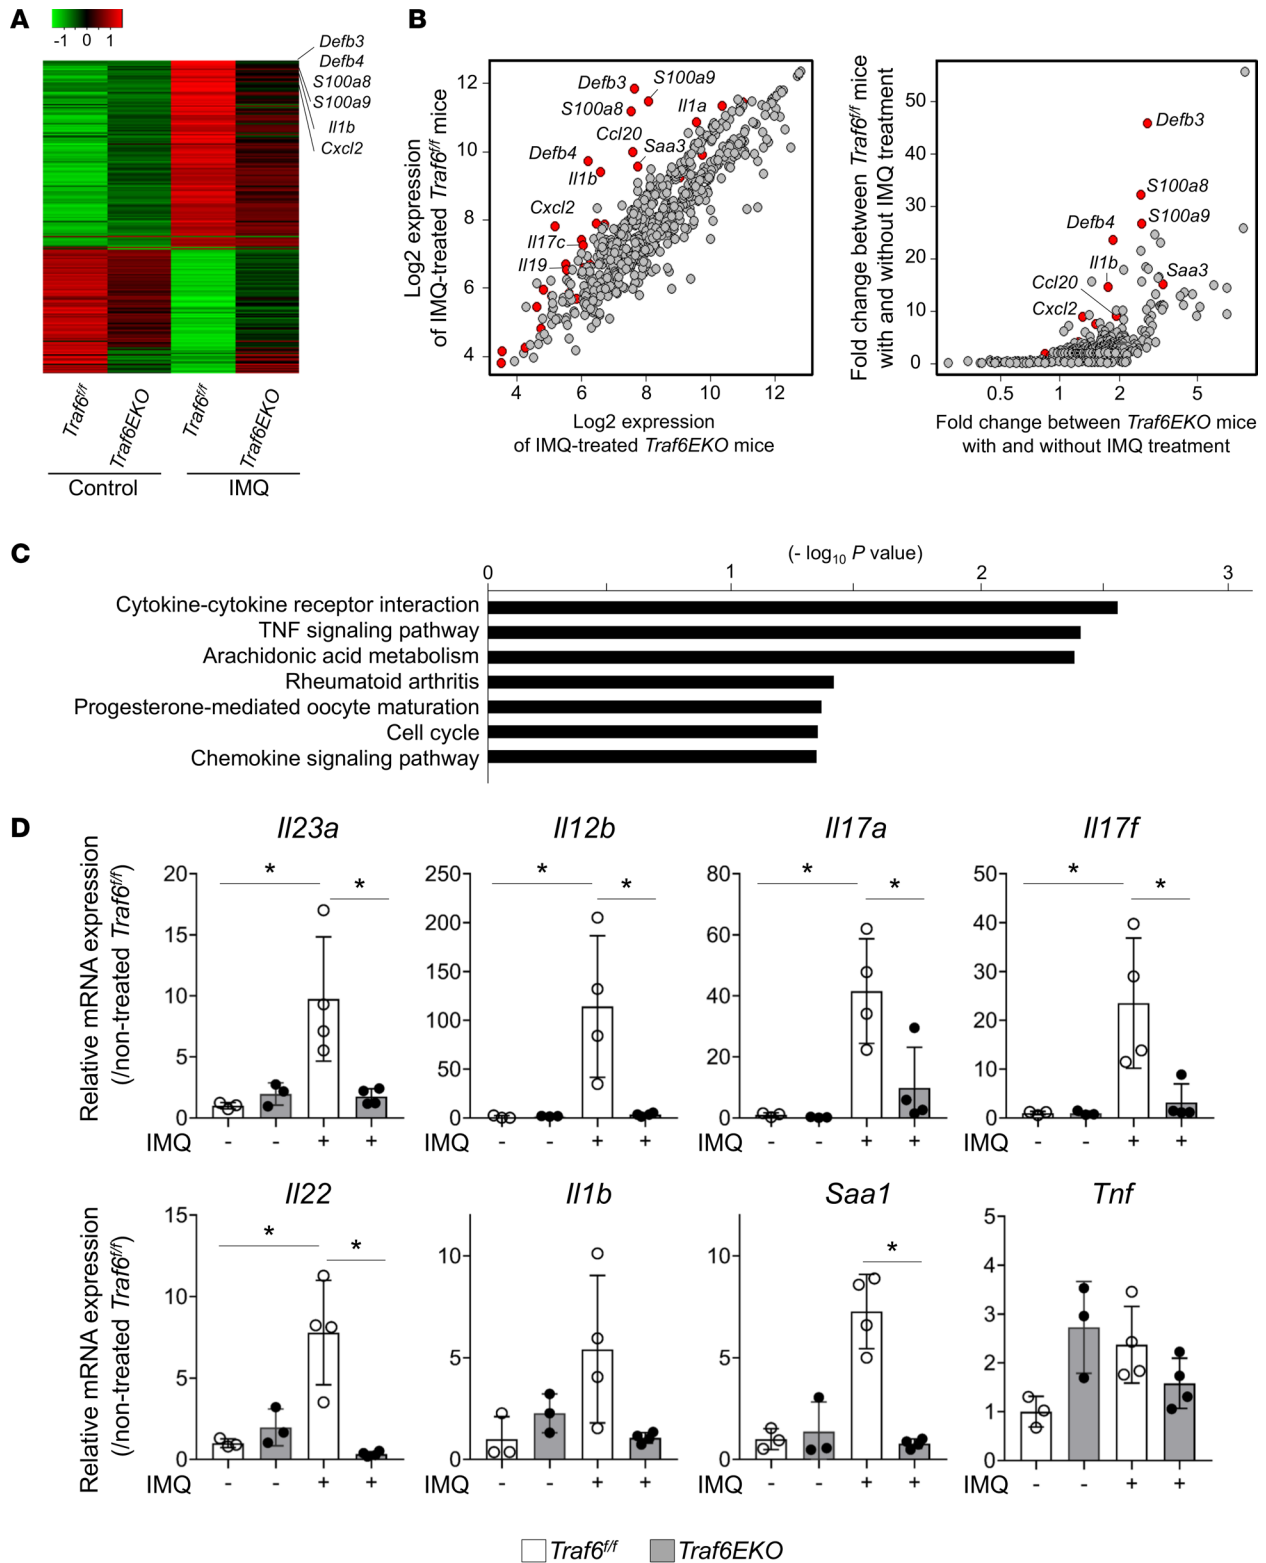 A
-1 0 1
Defb3
Defb4
S100a8
S100a9
Il1b
Cxcl2
Traf6f/f
Traf6EKO
Traf6f/f
Traf6EKO
Control
IMQ
B
Log2 expression
of IMQ-treated Traf6f/f mice
12
10
8
6
4
Defb3
S100a9
S100a8
Il1a
Ccl20
Saa3
Defb4
Il1b
Cxcl2
Il17c
Il19
4 6 8 10 12
Log2 expression
of IMQ-treated Traf6EKO mice
Fold change between Traf6f/f mice
with and without IMQ treatment
50
40
30
20
10
0
Defb3
S100a8
S100a9
Defb4
Il1b
Saa3
Ccl20
Cxcl2
0.5 1 2 5
Fold change between Traf6EKO mice
with and without IMQ treatment
C
(- log10 P value)
0 1 2 3
Cytokine-cytokine receptor interaction
TNF signaling pathway
Arachidonic acid metabolism
Rheumatoid arthritis
Progesterone-mediated oocyte maturation
Cell cycle
Chemokine signaling pathway
D
Relative mRNA expression
(/non-treated Traf6f/f)
Il23a
20
15
10
5
0
* *
IMQ - - + +
Il12b
250
200
150
100
50
0
* *
IMQ - - + +
Il17a
80
60
40
20
0
* *
IMQ - - + +
Il17f
50
40
30
20
10
0
* *
IMQ - - + +
Relative mRNA expression
(/non-treated Traf6f/f)
Il22
15
10
5
0
* *
IMQ - - + +
Il1b
10
5
0
IMQ - - + +
Saa1
10
5
0
*
IMQ - - + +
Tnf
5
4
3
2
1
0
IMQ - - + +
Traf6f/f Traf6EKO